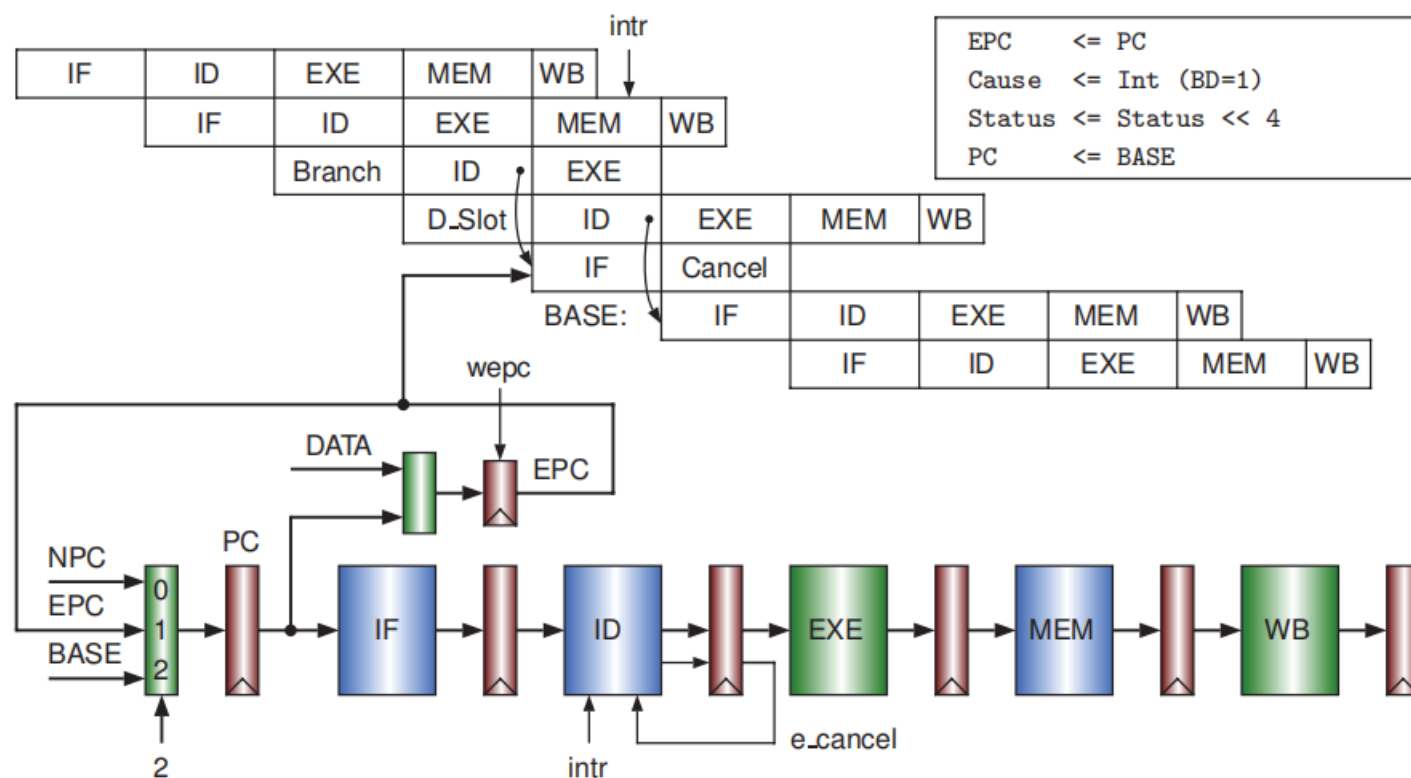 intr
IF ID EXE MEM WB
IF ID EXE MEM WB
Branch ID EXE
D_Slot ID EXE MEM WB
IF Cancel
BASE: IF ID EXE MEM WB
IF ID EXE MEM WB
EPC <= PC
Cause <= Int (BD=1)
Status <= Status << 4
PC <= BASE
wepc
DATA
EPC
PC
NPC
EPC
BASE
0
1
2
IF ID EXE MEM WB
e_cancel
2
intr